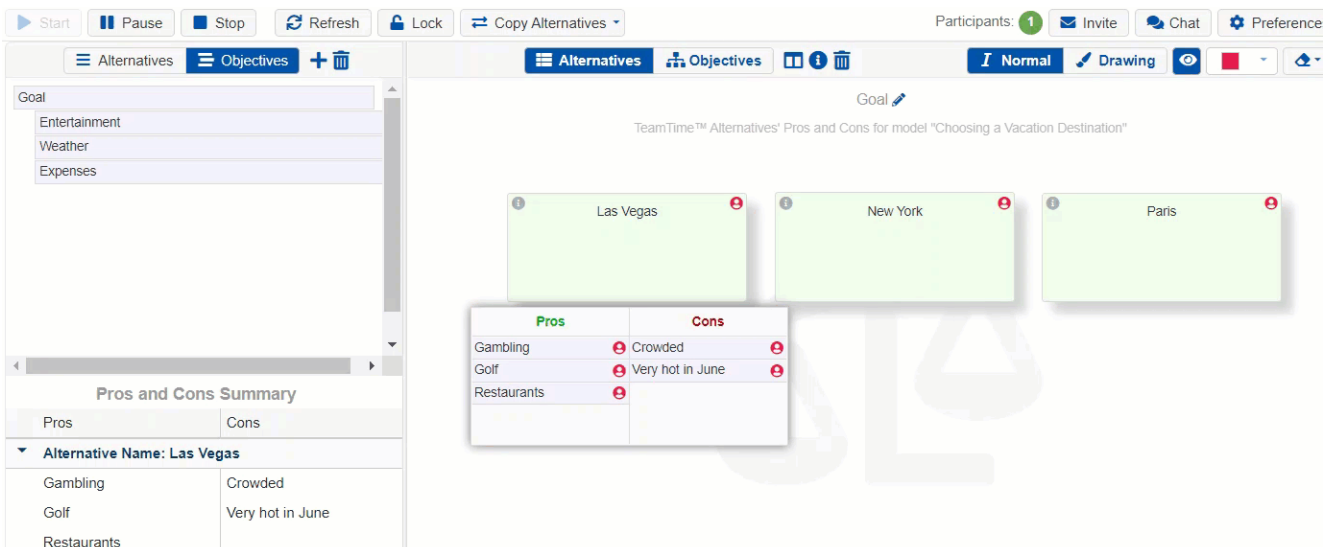 Start Pause Stop Refresh Lock Copy Alternatives Participants: 1 Invite Chat Preference
Alternatives Objectives
Alternatives Objectives Normal Drawing
Goal
Entertainment
Weather
Expenses
Goal
TeamTime™ Alternatives' Pros and Cons for model "Choosing a Vacation Destination"
Las Vegas
New York
Paris
Pros Cons
Gambling Crowded
Golf Very hot in June
Restaurants
Pros and Cons Summary
Pros Cons
Alternative Name: Las Vegas
Gambling Crowded
Golf Very hot in June
Restaurants